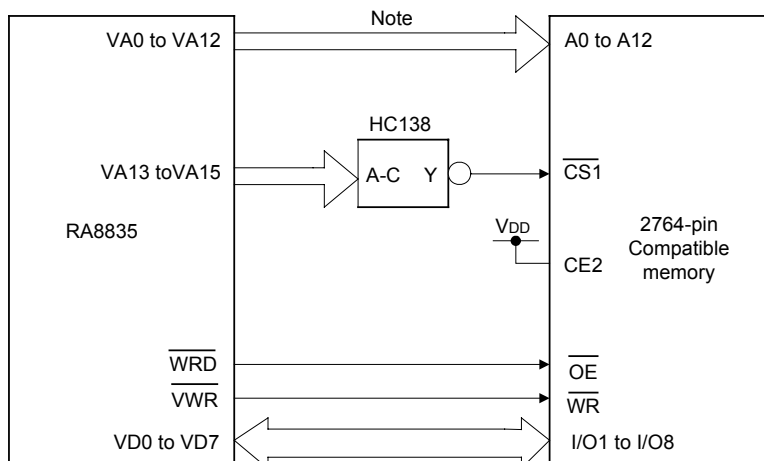 Note
VA0 to VA12
A0 to A12
HC138
VA13 toVA15
A-C Y
CS1
RA8835
VDD
2764-pin
Compatible
memory
CE2
WRD
OE
VWR
WR
VD0 to VD7
I/O1 to I/O8